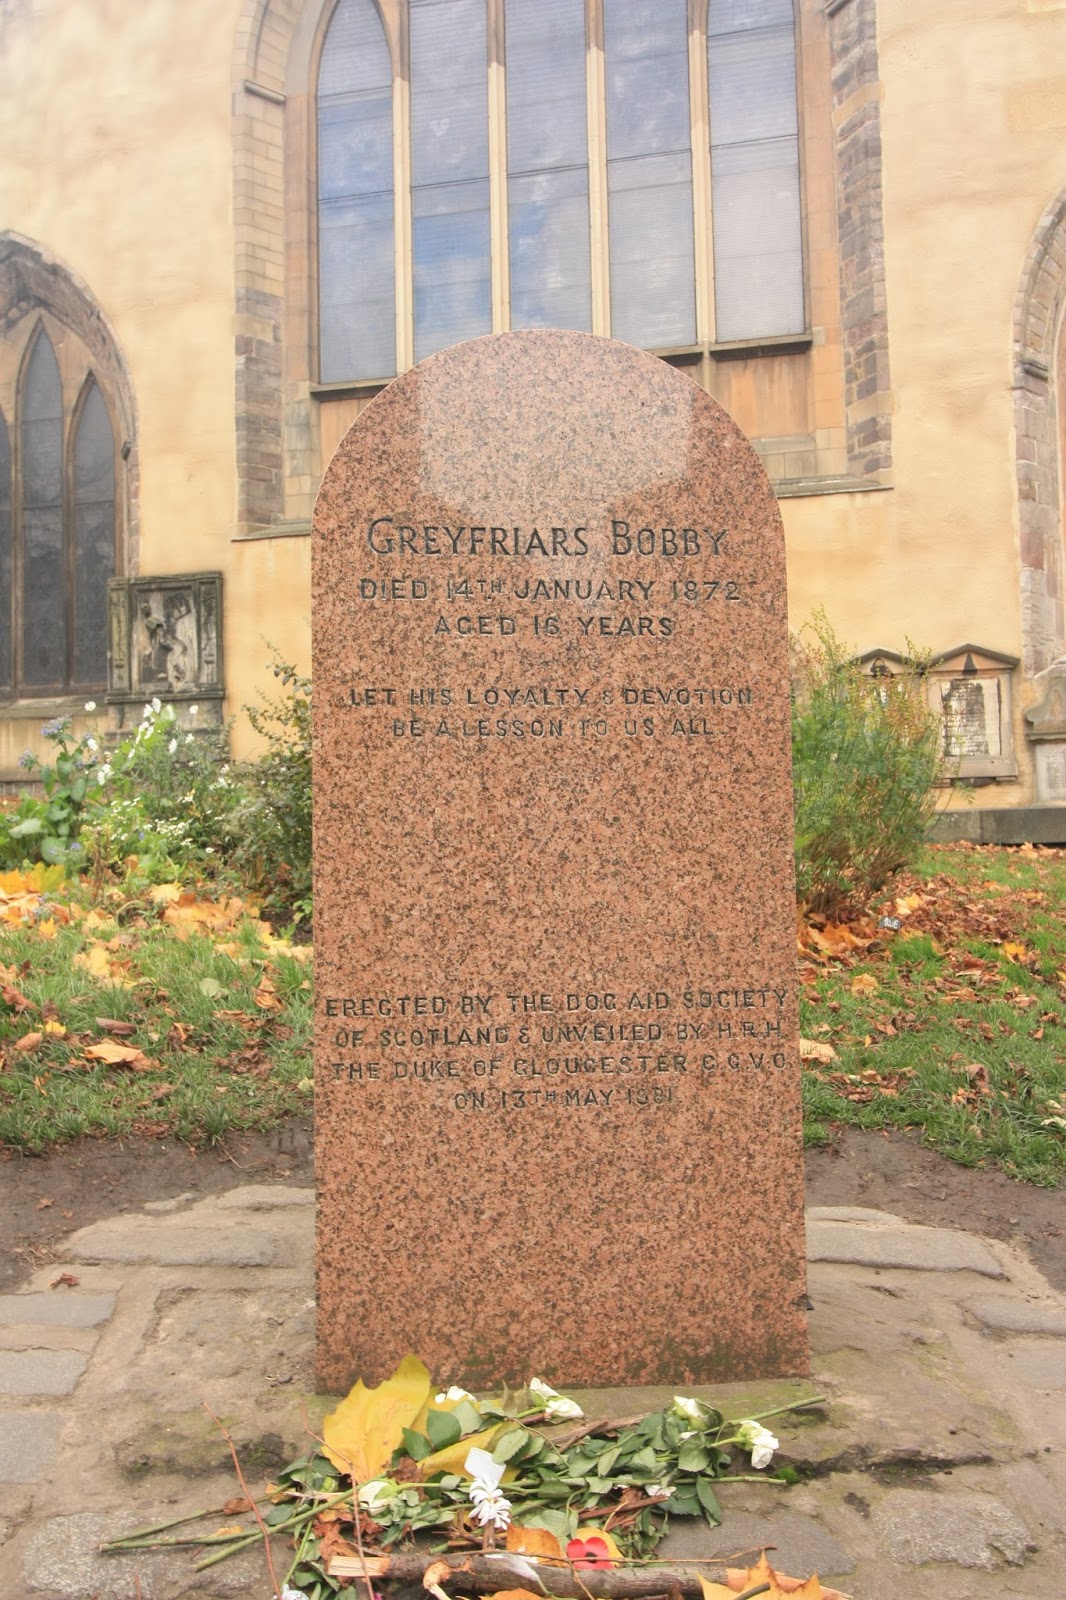 GREYFRIARS BOBBY
DIED 14TH JANUARY 1872
AGED 16 YEARS
LET HIS LOYALTY & DEVOTION
BE A LESSON TO US ALL.
ERECTED BY THE DOG AID SOCIETY
OF SCOTLAND & UNVEILED BY H.R.H.
THE DUKE OF GLOUCESTER G.C.V.O.
ON 13TH MAY 1981